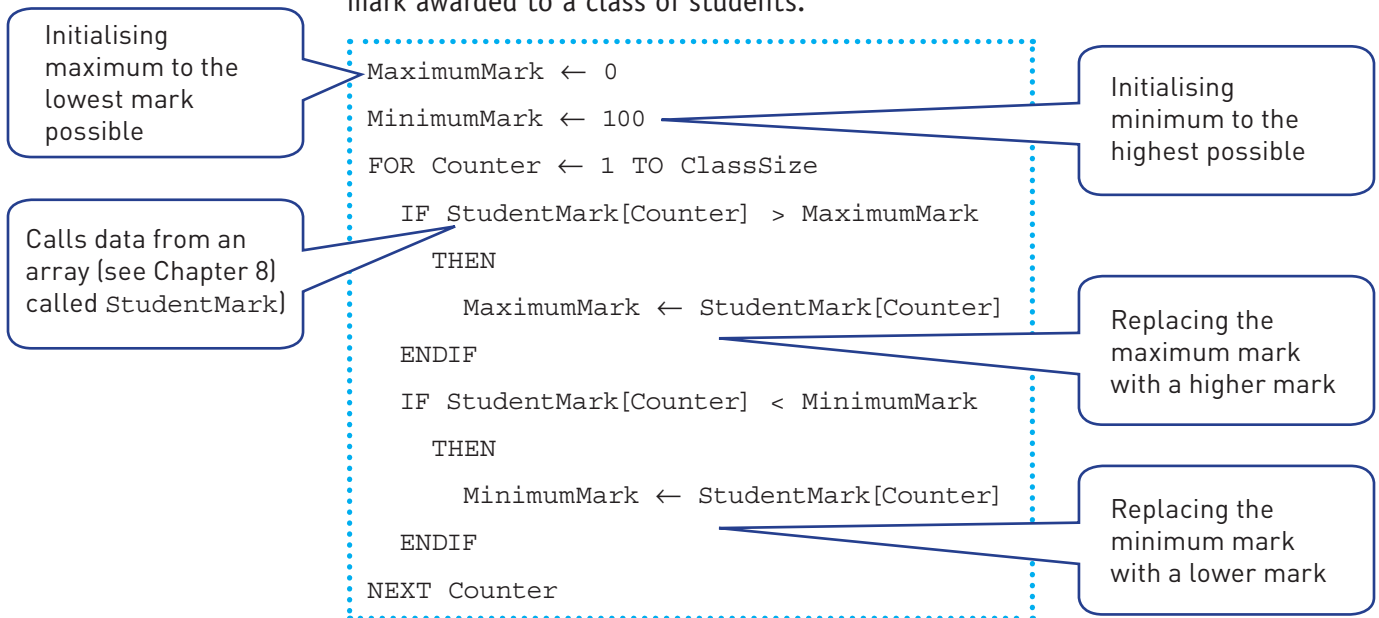 mark awarded to a class of students.
Initialising
maximum to the
lowest mark
possible
MaximumMark ← 0
MinimumMark ← 100
Initialising
minimum to the
highest possible
FOR Counter ← 1 TO ClassSize
IF StudentMark[Counter] > MaximumMark
Calls data from an
array (see Chapter 8)
called StudentMark)
THEN
MaximumMark ← StudentMark[Counter]
Replacing the
maximum mark
with a higher mark
ENDIF
IF StudentMark[Counter] < MinimumMark
THEN
MinimumMark ← StudentMark[Counter]
Replacing the
minimum mark
with a lower mark
ENDIF
NEXT Counter